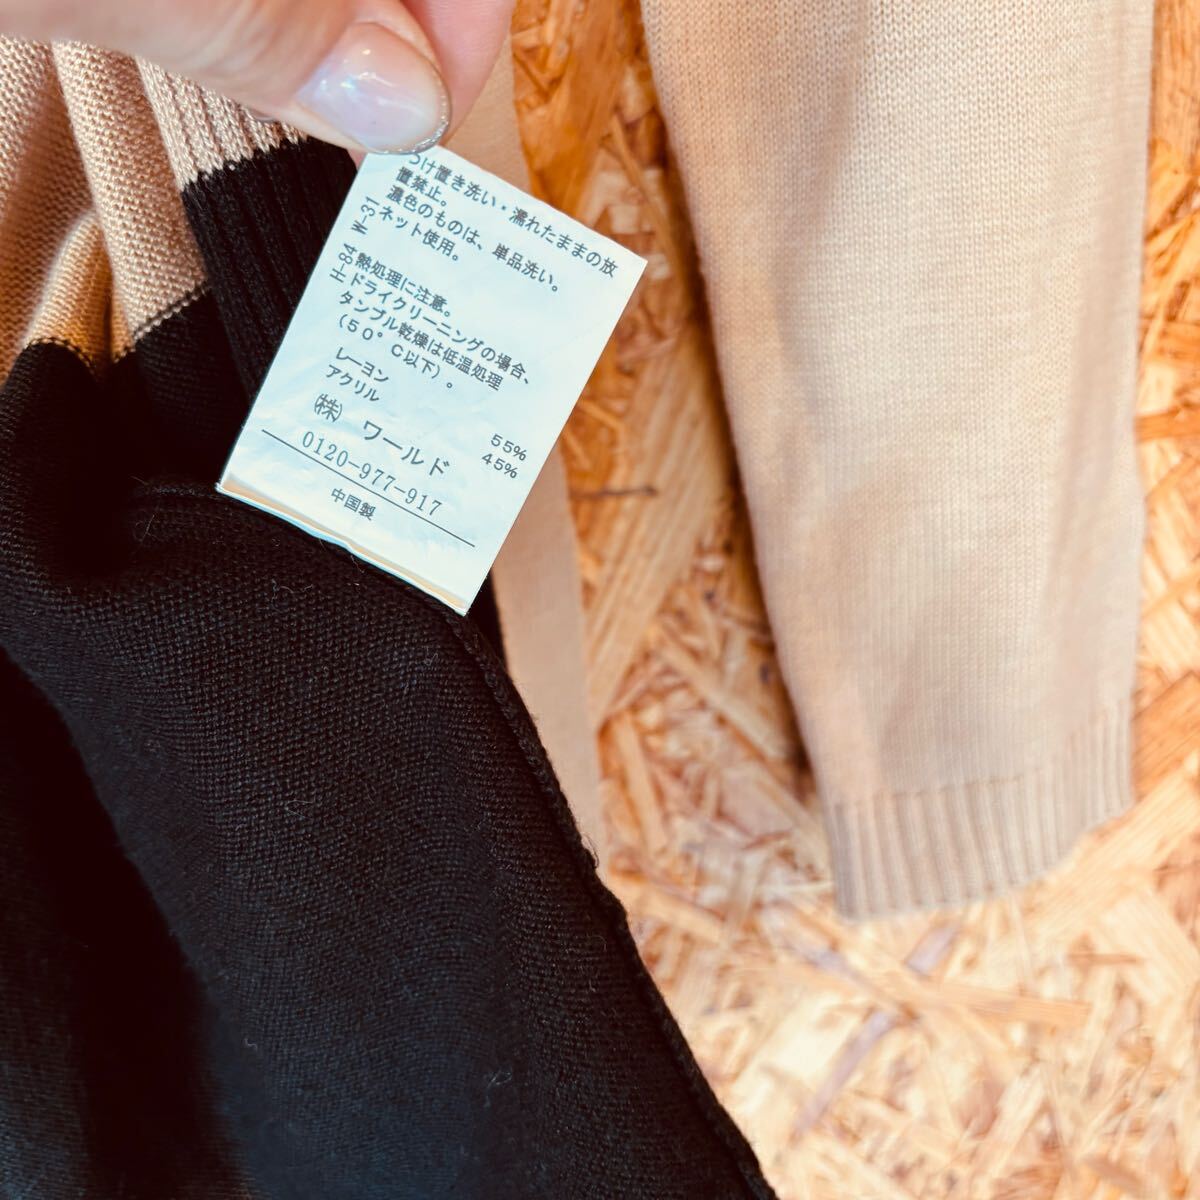 つけ置き洗い・濡れたままの放
置禁止。
濃色のものは、単品洗い。
ネット使用。
熱処理に注意。
ドライクリーニングの場合、
タンブル乾燥は低温処理
(50°C以下)。
レーヨン 55%
アクリル 45%
㈱ ワールド
0120-977-917
中国製
H-84 W-31